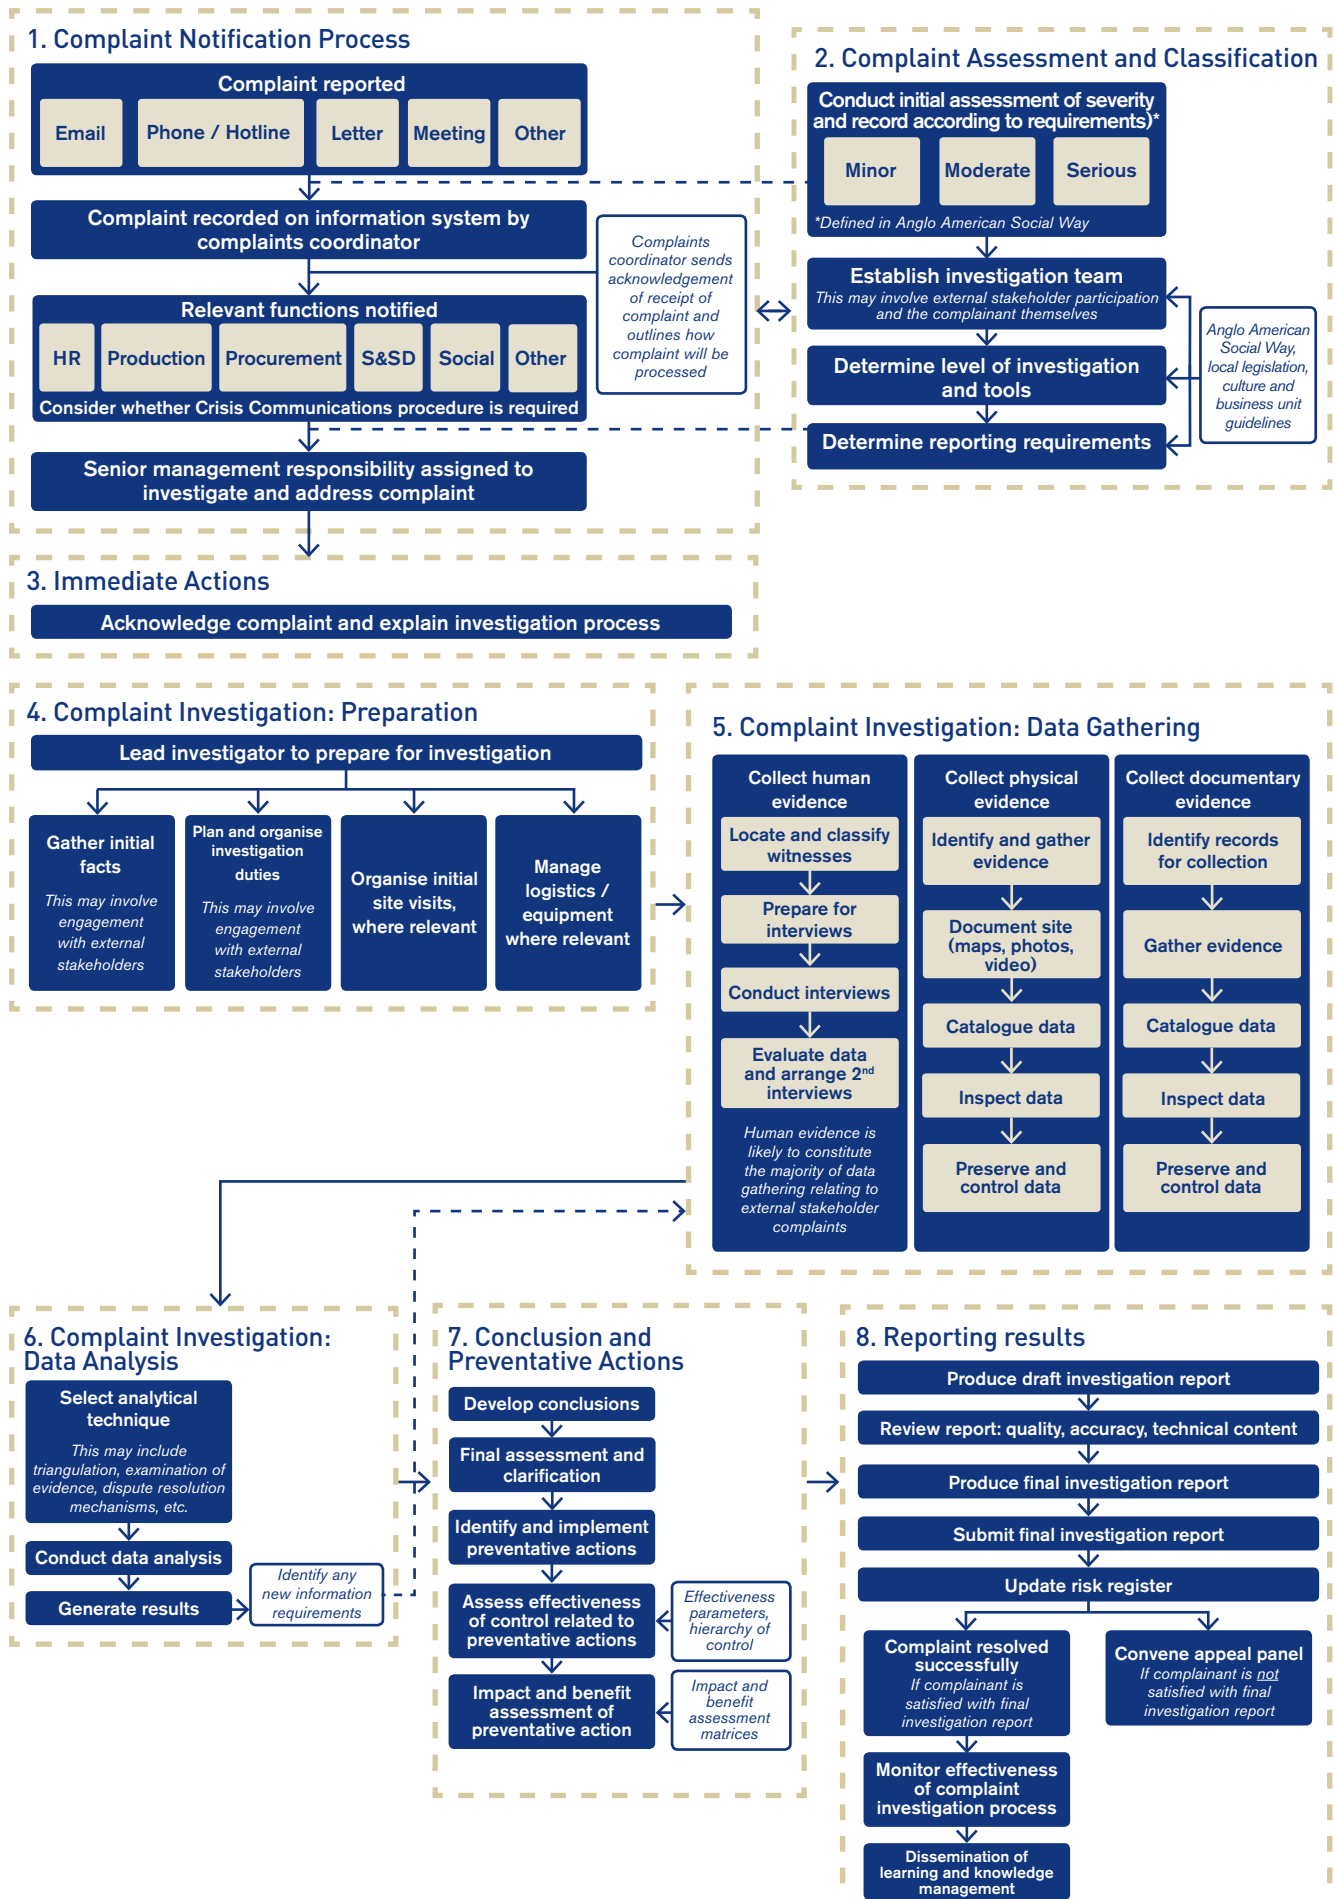 1. Complaint Notification Process
Complaint reported
Email
Phone / Hotline
Letter
Meeting
Other
Complaint recorded on information system by
complaints coordinator
Complaints
coordinator sends
acknowledgement
of receipt of
complaint and
outlines how
complaint will be
processed
Relevant functions notified
HR
Production
Procurement
S&SD
Social
Other
Consider whether Crisis Communications procedure is required
Senior management responsibility assigned to
investigate and address complaint
2. Complaint Assessment and Classification
Conduct initial assessment of severity
and record according to requirements)*
Minor
Moderate
Serious
*Defined in Anglo American Social Way
Establish investigation team
This may involve external stakeholder participation
and the complainant themselves
Determine level of investigation
and tools
Determine reporting requirements
Anglo American
Social Way,
local legislation,
culture and
business unit
guidelines
3. Immediate Actions
Acknowledge complaint and explain investigation process
4. Complaint Investigation: Preparation
Lead investigator to prepare for investigation
Gather initial
facts
This may involve
engagement
with external
stakeholders
Plan and organise
investigation
duties
This may involve
engagement
with external
stakeholders
Organise initial
site visits,
where relevant
Manage
logistics /
equipment
where relevant
5. Complaint Investigation: Data Gathering
Collect human
evidence
Locate and classify
witnesses
Prepare for
interviews
Conduct interviews
Evaluate data
and arrange 2nd
interviews
Human evidence is
likely to constitute
the majority of data
gathering relating to
external stakeholder
complaints
Collect physical
evidence
Identify and gather
evidence
Document site
(maps, photos,
video)
Catalogue data
Inspect data
Preserve and
control data
Collect documentary
evidence
Identify records
for collection
Gather evidence
Catalogue data
Inspect data
Preserve and
control data
6. Complaint Investigation:
Data Analysis
Select analytical
technique
This may include
triangulation, examination of
evidence, dispute resolution
mechanisms, etc.
Conduct data analysis
Generate results
Identify any
new information
requirements
7. Conclusion and
Preventative Actions
Develop conclusions
Final assessment and
clarification
Identify and implement
preventative actions
Assess effectiveness
of control related to
preventative actions
Effectiveness
parameters,
hierarchy of
control
Impact and benefit
assessment of
preventative action
Impact and
benefit
assessment
matrices
8. Reporting results
Produce draft investigation report
Review report: quality, accuracy, technical content
Produce final investigation report
Submit final investigation report
Update risk register
Complaint resolved
successfully
If complainant is
satisfied with final
investigation report
Convene appeal panel
If complainant is not
satisfied with final
investigation report
Monitor effectiveness
of complaint
investigation process
Dissemination of
learning and knowledge
management